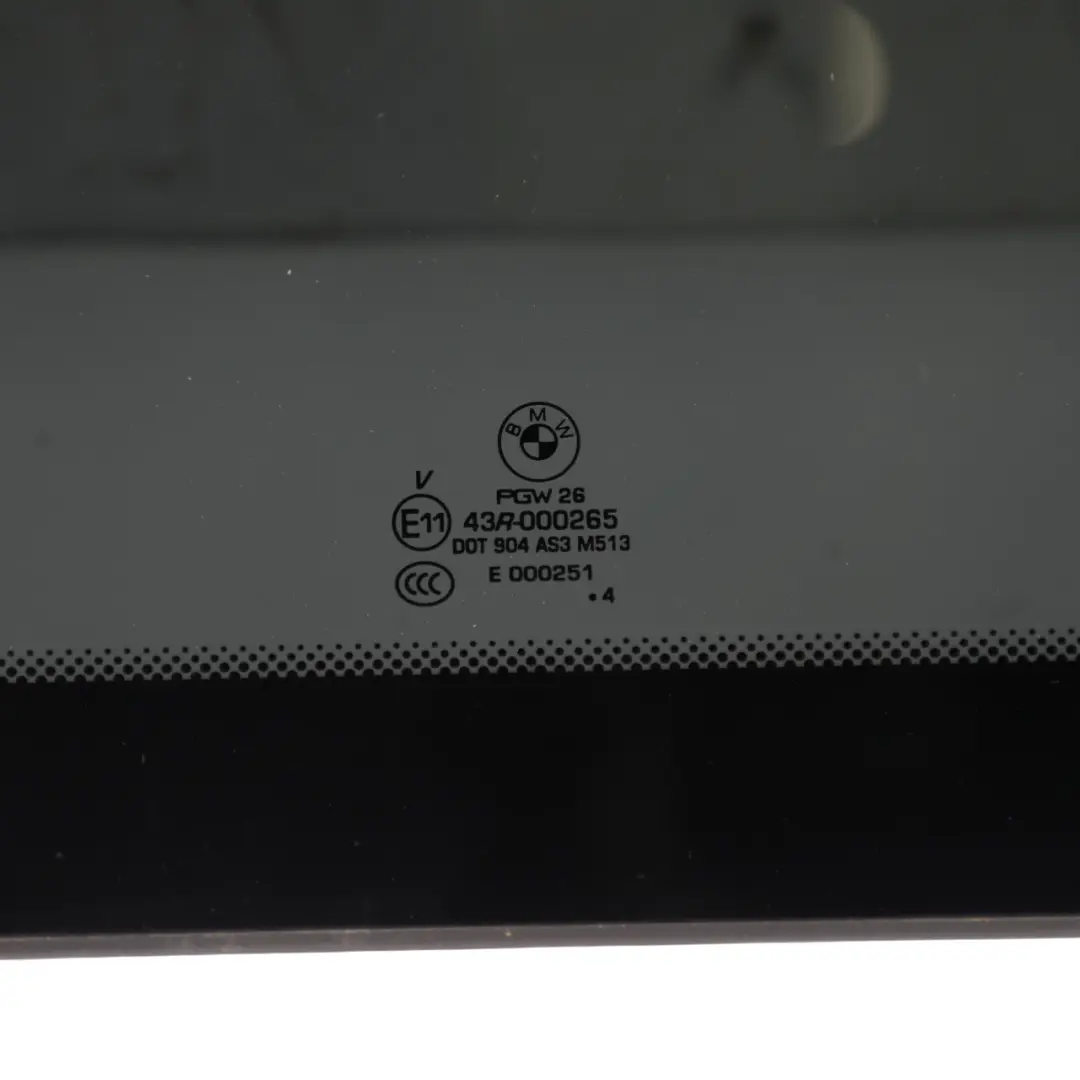 BMW
V
PGW 26
E11 43R-000265
DOT 904 AS3 M513
CCC E 000251
•4